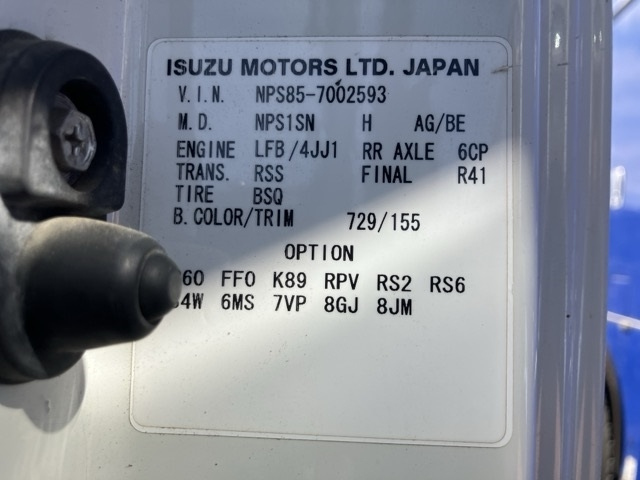 ISUZU MOTORS LTD. JAPAN
V.I.N. NPS85-7002593
M.D. NPS1SN H AG/BE
ENGINE LFB/4JJ1 RR AXLE 6CP
TRANS. RSS FINAL R41
TIRE BSQ
B.COLOR/TRIM 729/155
OPTION
FF0 K89 RPV RS2 RS6
6MS 7VP 8GJ 8JM